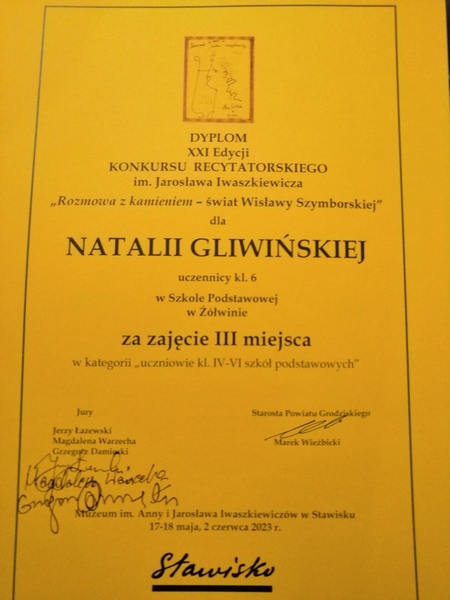 DYPLOM
XXI Edycji
KONKURSU RECYTATORSKIEGO
im. Jarosława Iwaszkiewicza
„Rozmowa z kamieniem – świat Wisławy Szymborskiej”
dla
NATALII GLIWIŃSKIEJ
uczennicy kl. 6
w Szkole Podstawowej
w Żółwinie
za zajęcie III miejsca
w kategorii „uczniowie kl. IV-VI szkół podstawowych”
Jury
Starosta Powiatu Grodziskiego
Jerzy Łazewski
Magdalena Warzecha
Marek Wieżbicki
Grzegorz Damięcki
Magdalena Warzecha
Muzeum im. Anny i Jarosława Iwaszkiewiczów w Stawisku
17-18 maja, 2 czerwca 2023 r.
Stawisko